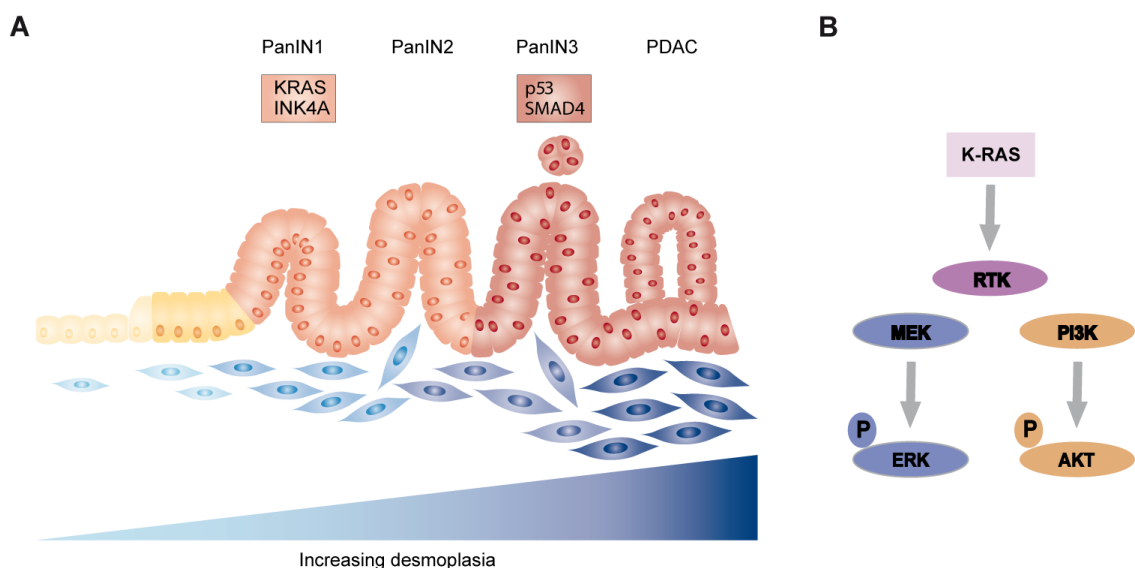 A
PanIN1
PanIN2
PanIN3
PDAC
KRAS
INK4A
p53
SMAD4
Increasing desmoplasia
B
K-RAS
RTK
MEK
PI3K
P
ERK
P
AKT